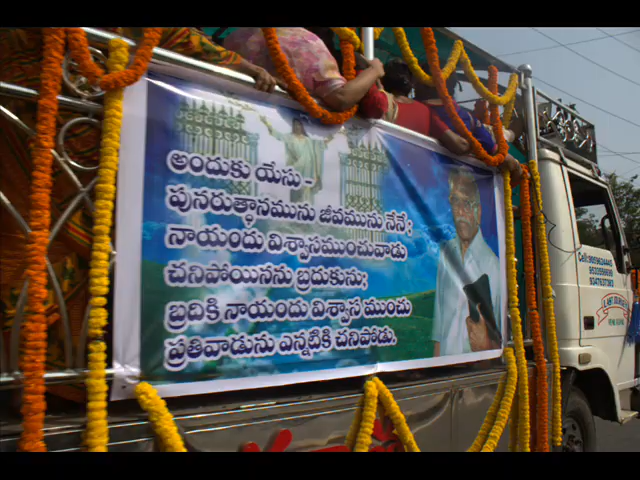 అందుకు యేసు –
పునరుత్థానమును జీవమును నేనే;
నాయందు విశ్వాసముంచువాడు
చనిపోయినను బ్రదుకును;
బ్రదికి నాయందు విశ్వాసముంచు
ప్రతివాడును ఎన్నటికి చనిపోడు.